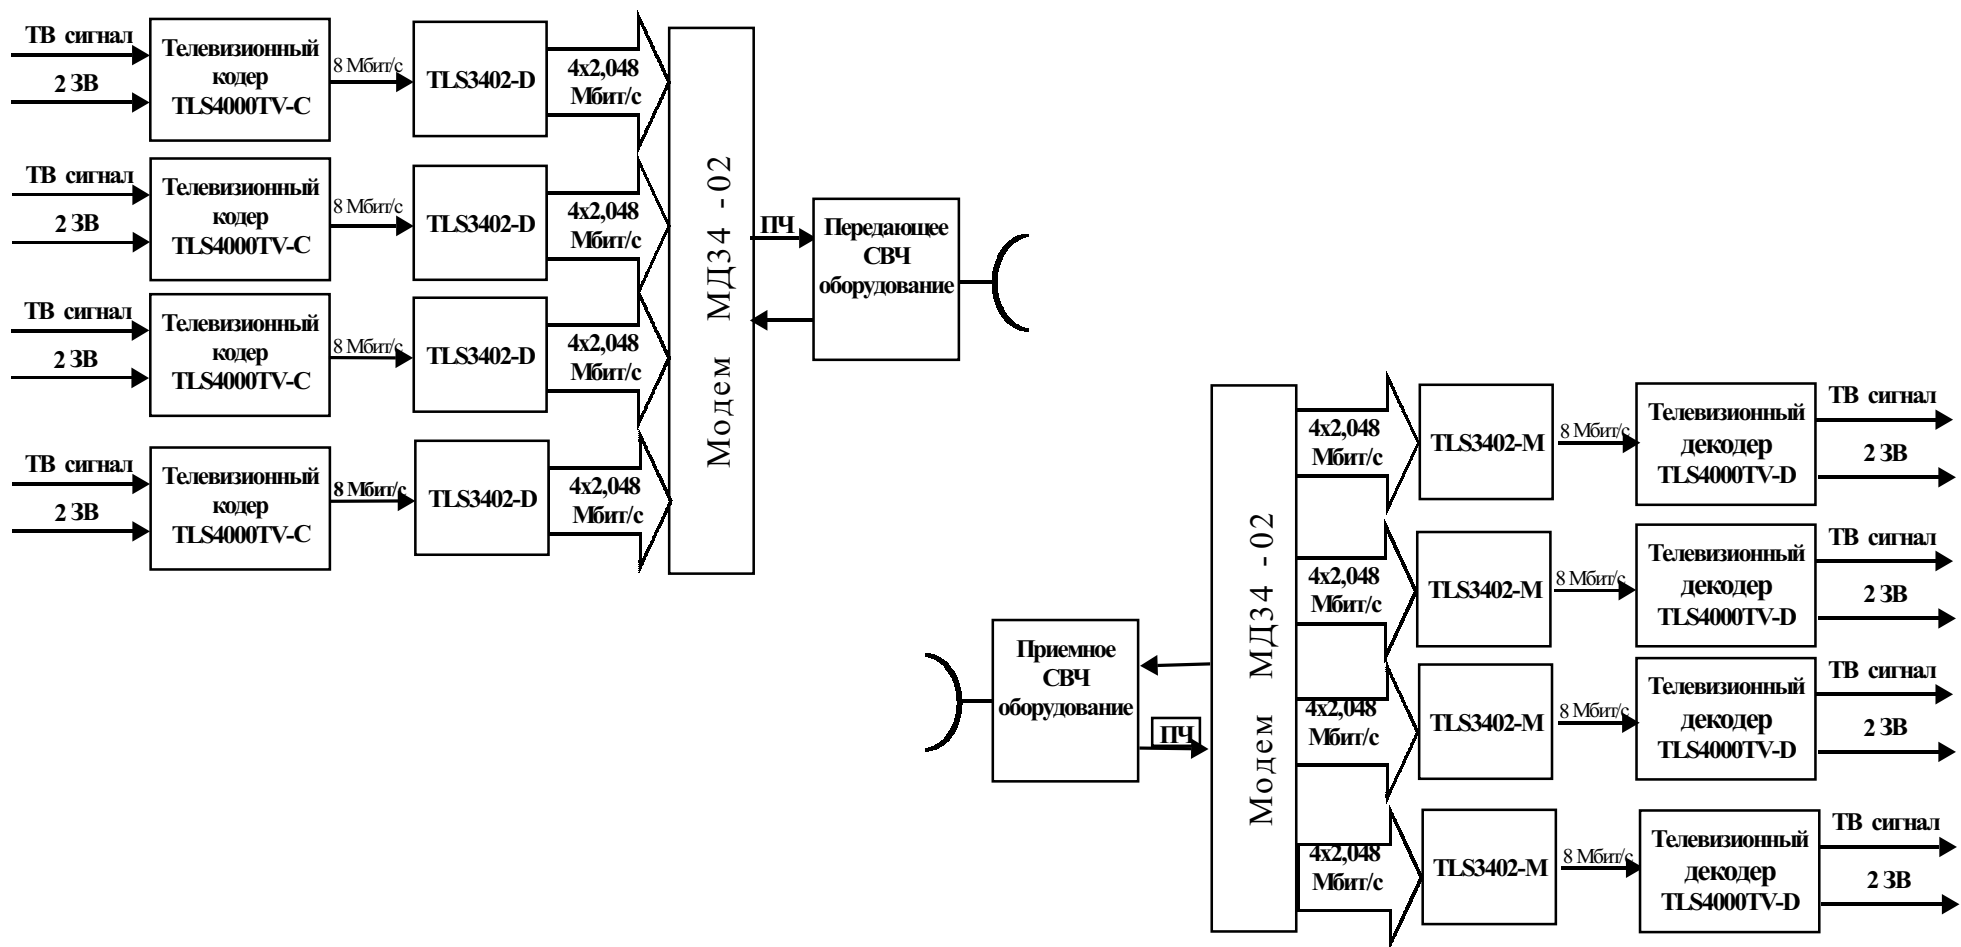 ТВ сигнал
2 ЗВ
Телевизионный
кодер
TLS4000TV-C
8 Мбит/с
TLS3402-D
4х2,048
Мбит/с
ТВ сигнал
2 ЗВ
Телевизионный
кодер
TLS4000TV-C
8 Мбит/с
TLS3402-D
4х2,048
Мбит/с
ТВ сигнал
2 ЗВ
Телевизионный
кодер
TLS4000TV-C
8 Мбит/с
TLS3402-D
4х2,048
Мбит/с
ТВ сигнал
2 ЗВ
Телевизионный
кодер
TLS4000TV-C
8 Мбит/с
TLS3402-D
4х2,048
Мбит/с
Модем МД34 -02
ПЧ
Передающее
СВЧ
оборудование
Приемное
СВЧ
оборудование
ПЧ
Модем МД34 -02
4х2,048
Мбит/с
TLS3402-M
8 Мбит/с
Телевизионный
декодер
TLS4000TV-D
ТВ сигнал
2 ЗВ
4х2,048
Мбит/с
TLS3402-M
8 Мбит/с
Телевизионный
декодер
TLS4000TV-D
ТВ сигнал
2 ЗВ
4х2,048
Мбит/с
TLS3402-M
8 Мбит/с
Телевизионный
декодер
TLS4000TV-D
ТВ сигнал
2 ЗВ
4х2,048
Мбит/с
TLS3402-M
8 Мбит/с
Телевизионный
декодер
TLS4000TV-D
ТВ сигнал
2 ЗВ